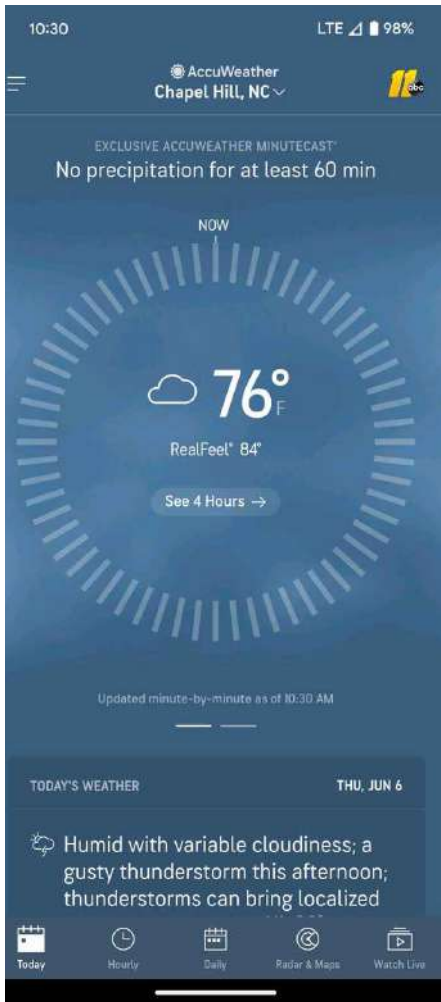 10:30 LTE 98%
AccuWeather
Chapel Hill, NC
11 abc
EXCLUSIVE ACCUWEATHER MINUTECAST®
No precipitation for at least 60 min
NOW
76°F
RealFeel® 84°
See 4 Hours →
Updated minute-by-minute as of 10:30 AM
TODAY'S WEATHER THU, JUN 6
Humid with variable cloudiness; a
gusty thunderstorm this afternoon;
thunderstorms can bring localized
Today Hourly Daily Radar & Maps Watch Live